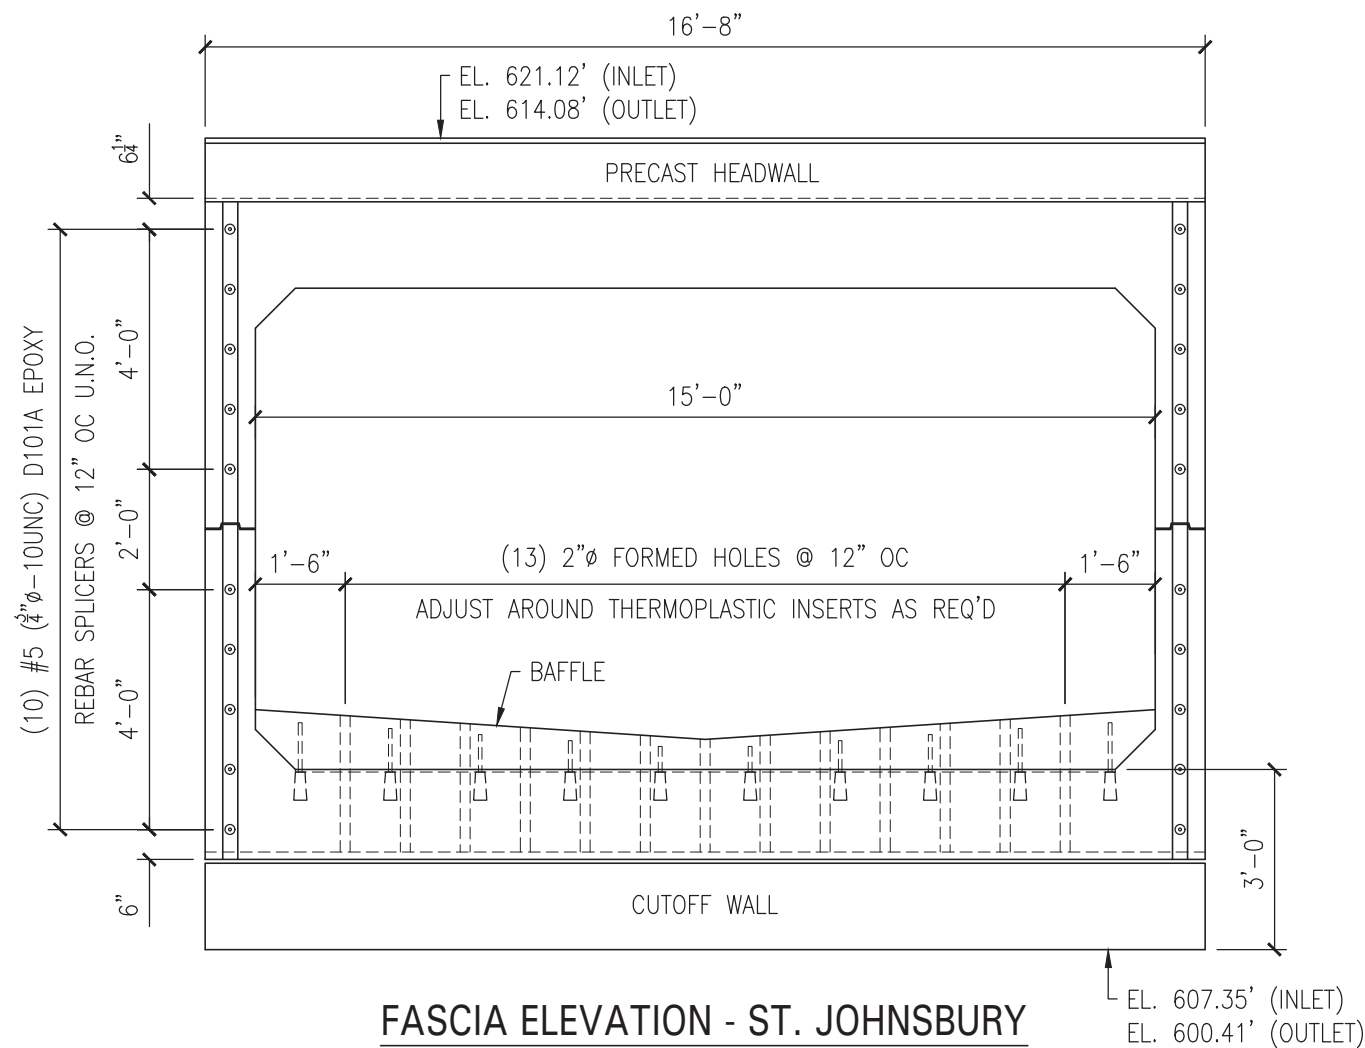 16'-8"
EL. 621.12' (INLET)
EL. 614.08' (OUTLET)
6¼"
PRECAST HEADWALL
(10) #5 (¾"ø-10UNC) D101A EPOXY
REBAR SPLICERS @ 12" OC U.N.O.
4'-0"
15'-0"
2'-0"
1'-6"
(13) 2"ø FORMED HOLES @ 12" OC
1'-6"
ADJUST AROUND THERMOPLASTIC INSERTS AS REQ'D
BAFFLE
4'-0"
3'-0"
6"
CUTOFF WALL
EL. 607.35' (INLET)
EL. 600.41' (OUTLET)
FASCIA ELEVATION - ST. JOHNSBURY